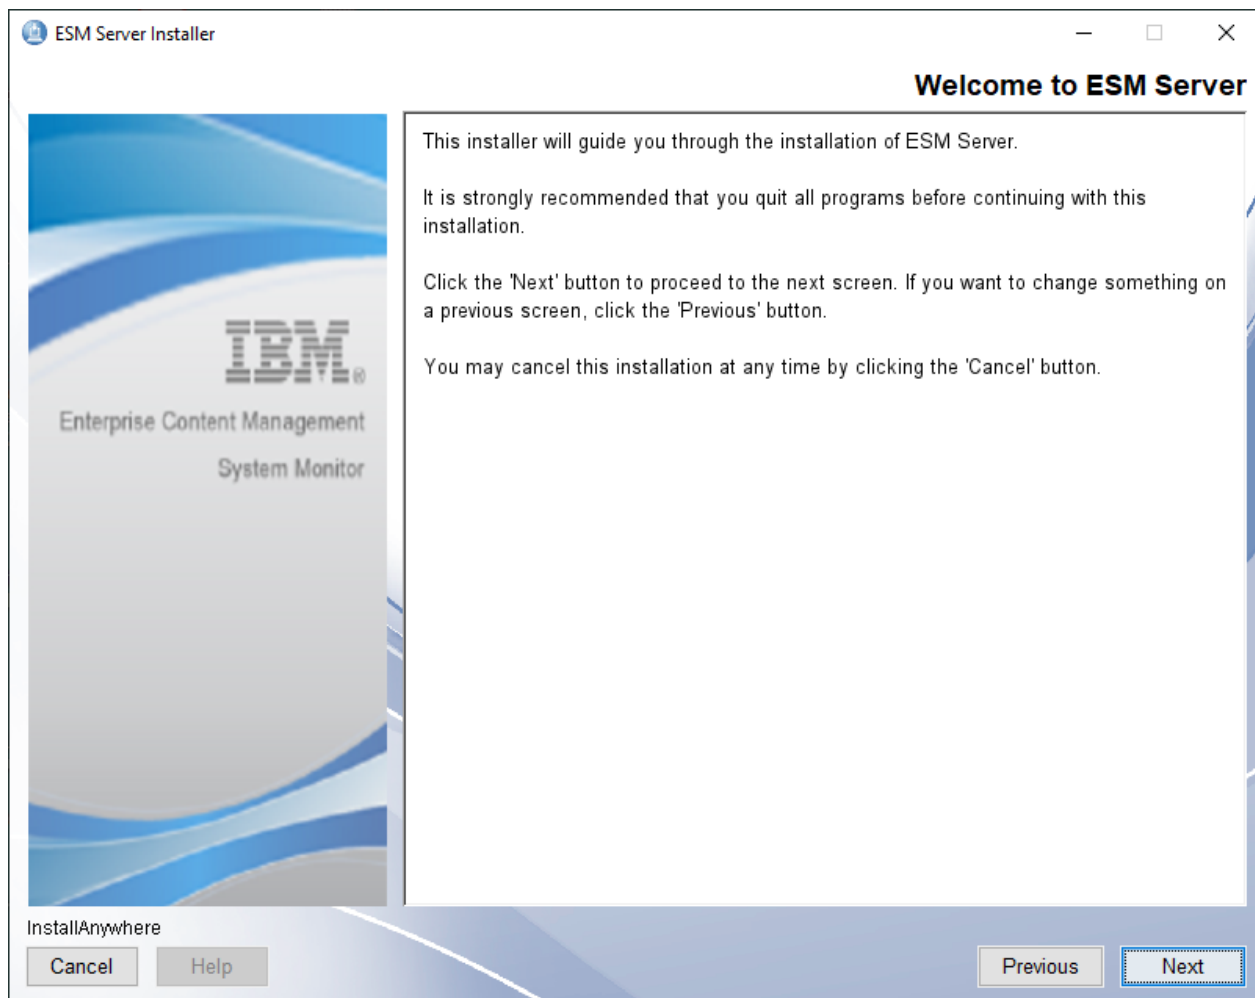 ESM Server Installer
Welcome to ESM Server
This installer will guide you through the installation of ESM Server.
It is strongly recommended that you quit all programs before continuing with this
installation.
Click the 'Next' button to proceed to the next screen. If you want to change something on
a previous screen, click the 'Previous' button.
You may cancel this installation at any time by clicking the 'Cancel' button.
IBM®
Enterprise Content Management
System Monitor
InstallAnywhere
Cancel
Help
Previous
Next